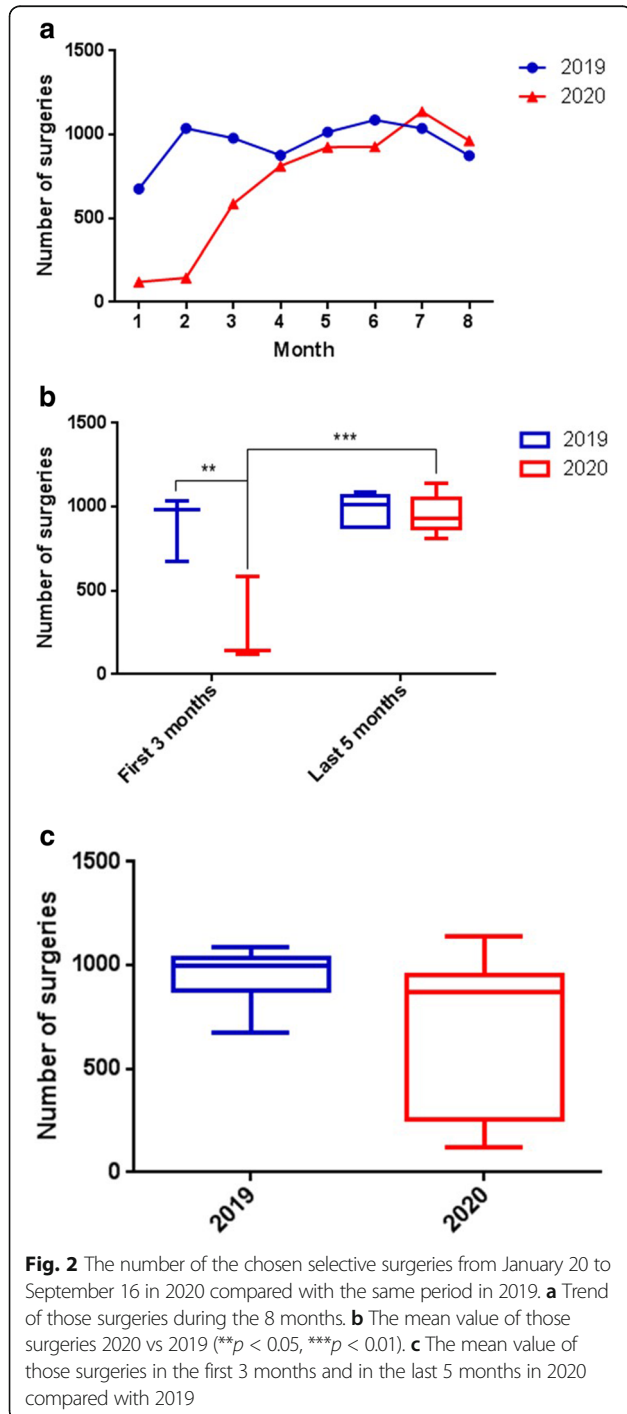 a
1500
1000
500
0
Number of surgeries
1 2 3 4 5 6 7 8
Month
2019
2020
b
1500
1000
500
0
Number of surgeries
**
***
First 3 months
Last 5 months
2019
2020
c
1500
1000
500
0
Number of surgeries
2019
2020
Fig. 2 The number of the chosen selective surgeries from January 20 to
September 16 in 2020 compared with the same period in 2019. a Trend
of those surgeries during the 8 months. b The mean value of those
surgeries 2020 vs 2019 (**p < 0.05, ***p < 0.01). c The mean value of
those surgeries in the first 3 months and in the last 5 months in 2020
compared with 2019